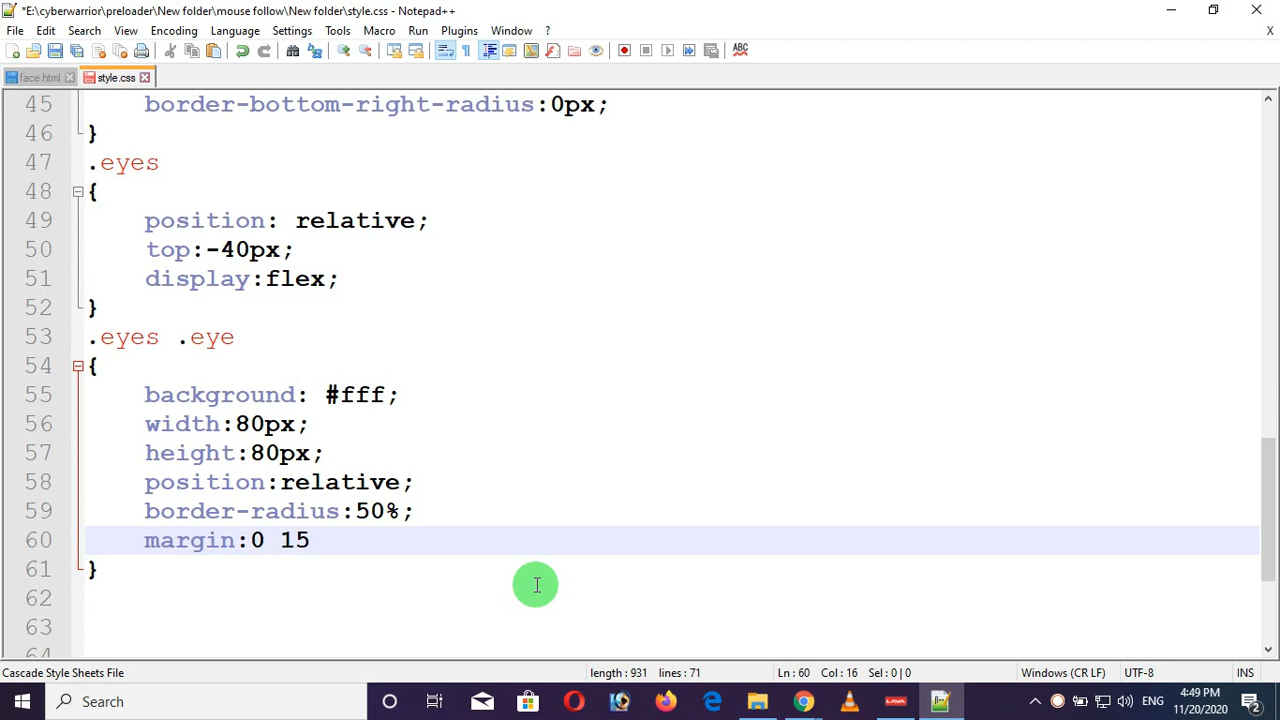 *E:\cyberwarrior\preloader\New folder\mouse follow\New folder\style.css - Notepad++
File Edit Search View Encoding Language Settings Tools Macro Run Plugins Window ? X
ABC
face.html style.css
45 border-bottom-right-radius:0px;
46 }
47 .eyes
48 {
49 position: relative;
50 top:-40px;
51 display:flex;
52 }
53 .eyes .eye
54 {
55 background: #fff;
56 width:80px;
57 height:80px;
58 position:relative;
59 border-radius:50%;
60 margin:0 15
61 }
62
63
64
Cascade Style Sheets File length : 931 lines : 71 Ln : 60 Col : 16 Sel : 0 | 0 Windows (CR LF) UTF-8 INS
Search LAVA ENG 4:49 PM
11/20/2020 2